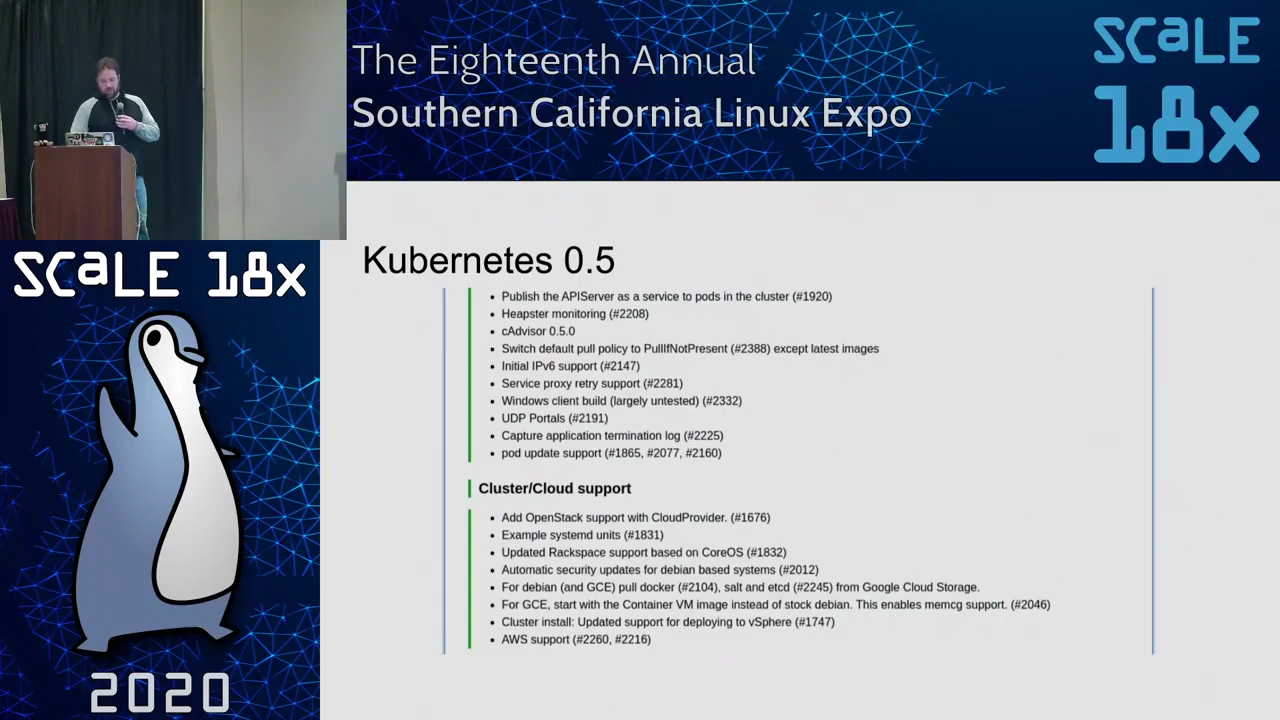 The Eighteenth Annual
Southern California Linux Expo
SCaLE
18x
SCaLE 18x
2020
Kubernetes 0.5
• Publish the APIServer as a service to pods in the cluster (#1920)
• Heapster monitoring (#2208)
• cAdvisor 0.5.0
• Switch default pull policy to PullIfNotPresent (#2388) except latest images
• Initial IPv6 support (#2147)
• Service proxy retry support (#2281)
• Windows client build (largely untested) (#2332)
• UDP Portals (#2191)
• Capture application termination log (#2225)
• pod update support (#1865, #2077, #2160)
Cluster/Cloud support
• Add OpenStack support with CloudProvider. (#1676)
• Example systemd units (#1831)
• Updated Rackspace support based on CoreOS (#1832)
• Automatic security updates for debian based systems (#2012)
• For debian (and GCE) pull docker (#2104), salt and etcd (#2245) from Google Cloud Storage.
• For GCE, start with the Container VM image instead of stock debian. This enables memcg support. (#2046)
• Cluster install: Updated support for deploying to vSphere (#1747)
• AWS support (#2260, #2216)